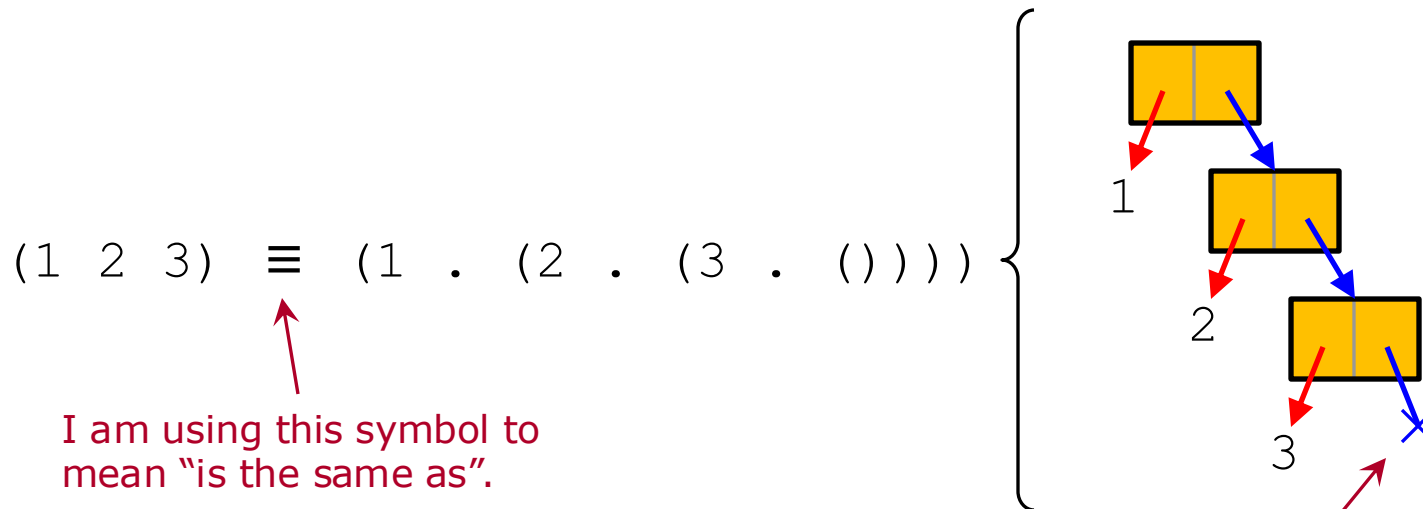 (1 2 3) ≡ (1 . (2 . (3 . ())))
1
2
3
I am using this symbol to
mean “is the same as”.